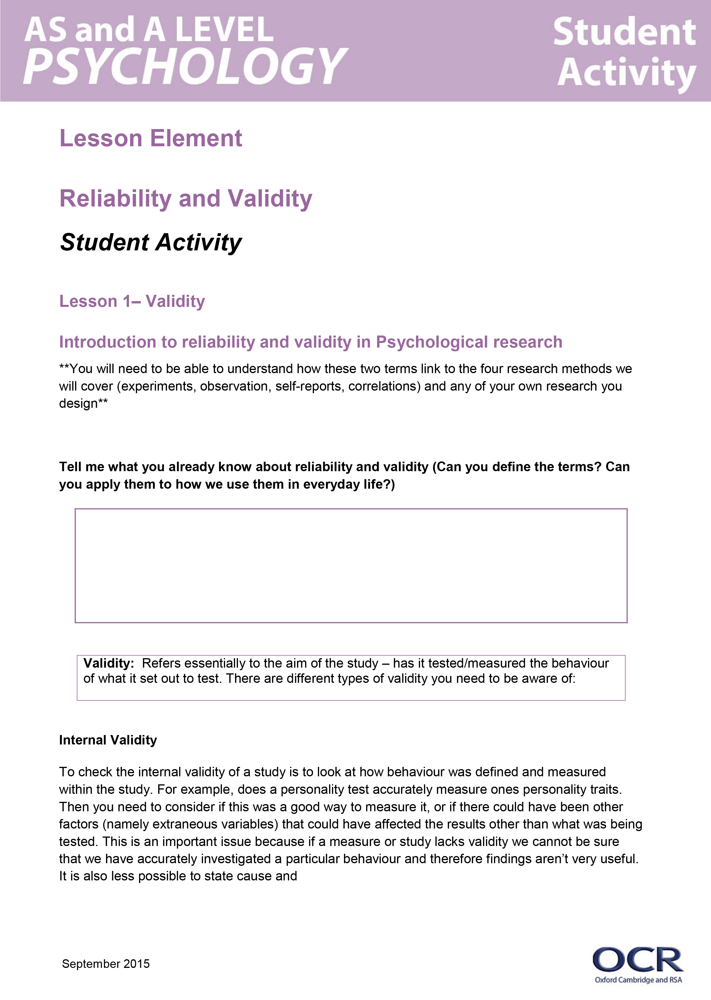 AS and A LEVEL
PSYCHOLOGY
Student
Activity
Lesson Element
Reliability and Validity
Student Activity
Lesson 1– Validity
Introduction to reliability and validity in Psychological research
**You will need to be able to understand how these two terms link to the four research methods we
will cover (experiments, observation, self-reports, correlations) and any of your own research you
design**
Tell me what you already know about reliability and validity (Can you define the terms? Can
you apply them to how we use them in everyday life?)
Validity:  Refers essentially to the aim of the study – has it tested/measured the behaviour
of what it set out to test. There are different types of validity you need to be aware of:
Internal Validity
To check the internal validity of a study is to look at how behaviour was defined and measured
within the study. For example, does a personality test accurately measure ones personality traits.
Then you need to consider if this was a good way to measure it, or if there could have been other
factors (namely extraneous variables) that could have affected the results other than what was being
tested. This is an important issue because if a measure or study lacks validity we cannot be sure
that we have accurately investigated a particular behaviour and therefore findings aren’t very useful.
It is also less possible to state cause and
September 2015
OCR
Oxford Cambridge and RSA